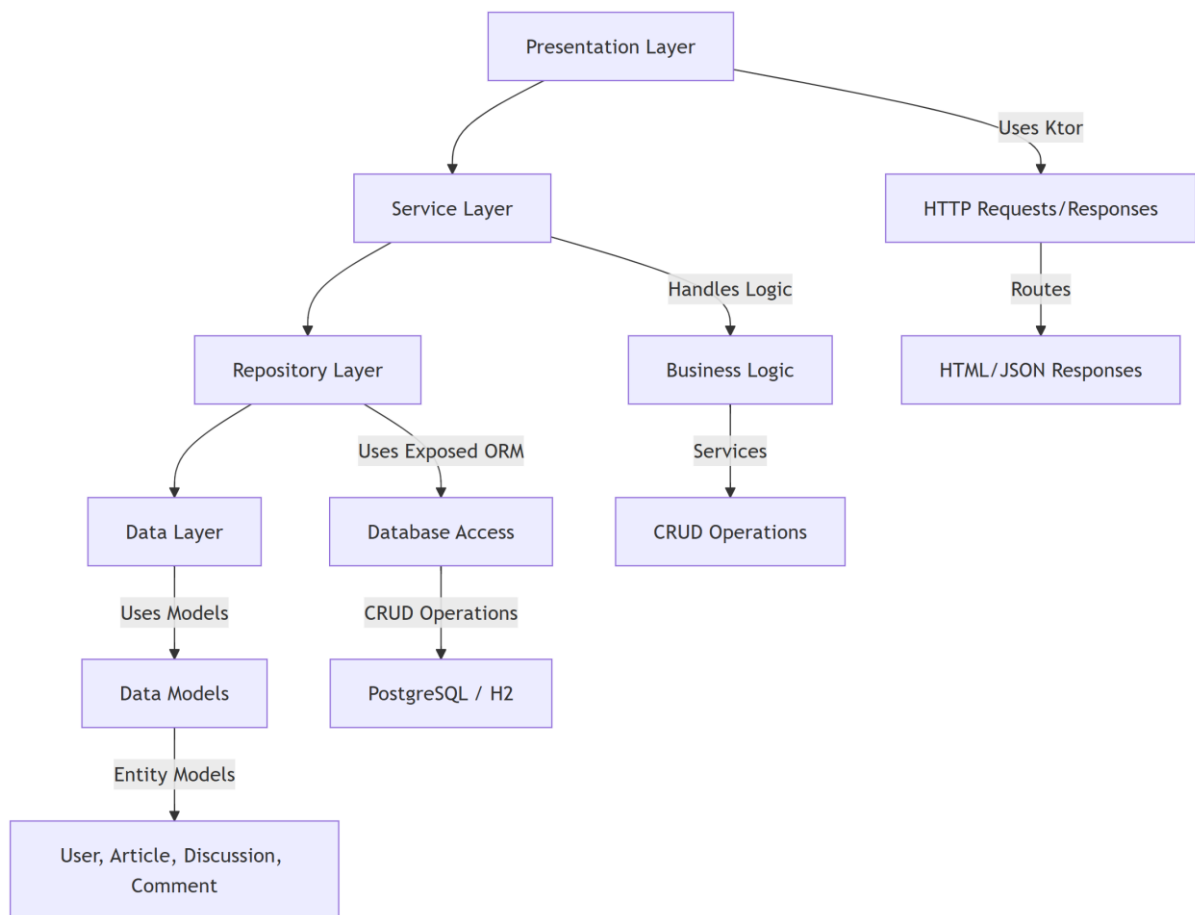 Presentation Layer
Uses Ktor
Service Layer
HTTP Requests/Responses
Handles Logic
Routes
Repository Layer
Business Logic
HTML/JSON Responses
Uses Exposed ORM
Services
Data Layer
Database Access
CRUD Operations
Uses Models
CRUD Operations
Data Models
PostgreSQL / H2
Entity Models
User, Article, Discussion,
Comment